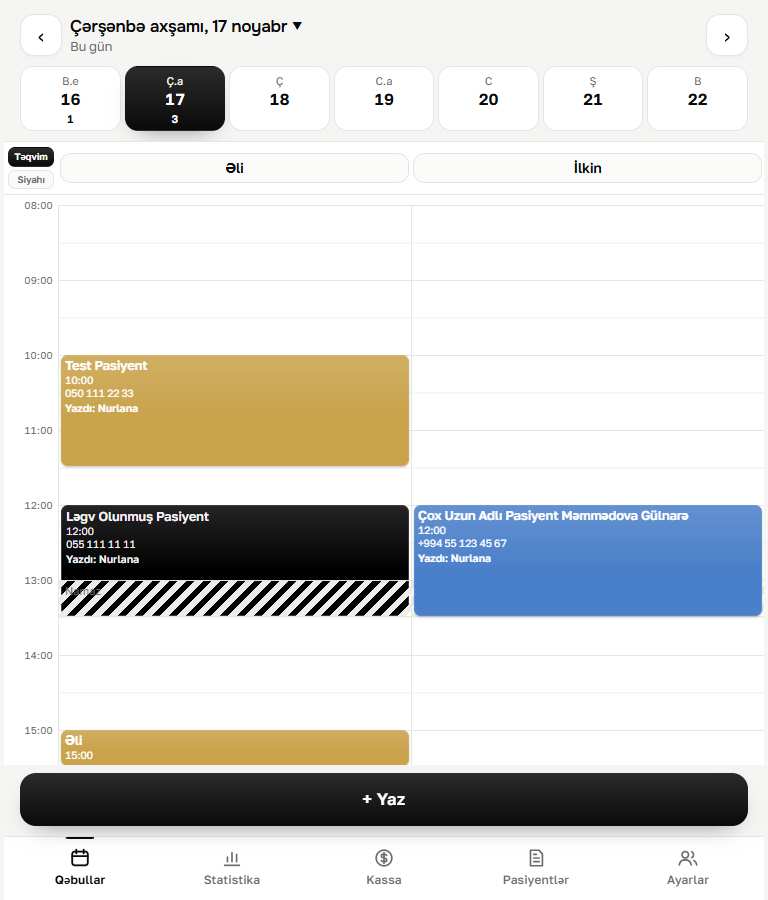 ‹
Çərşənbə axşamı, 17 noyabr ▼
Bu gün
›
B.e
16
1
Ç.a
17
3
Ç
18
C.a
19
C
20
Ş
21
B
22
Təqvim
Siyahı
Əli
İlkin
08:00
09:00
10:00
Test Pasiyent
10:00
050 111 22 33
Yazdı: Nurlana
11:00
12:00
Ləğv Olunmuş Pasiyent
12:00
055 111 11 11
Yazdı: Nurlana
Çox Uzun Adlı Pasiyent Məmmədova Gülnarə
12:00
+994 55 123 45 67
Yazdı: Nurlana
13:00
14:00
15:00
Əli
15:00
+ Yaz
Qəbullar
Statistika
Kassa
Pasiyentlər
Ayarlar